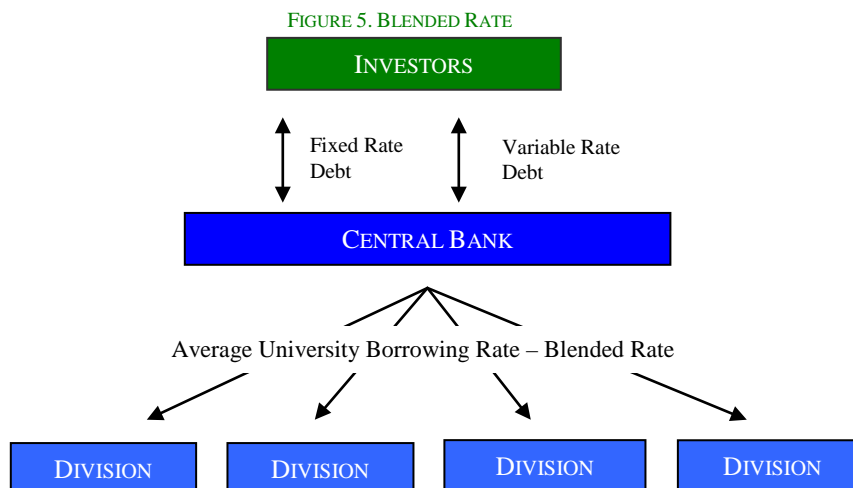 FIGURE 5. BLENDED RATE
INVESTORS
Fixed Rate
Debt
Variable Rate
Debt
CENTRAL BANK
Average University Borrowing Rate – Blended Rate
DIVISION
DIVISION
DIVISION
DIVISION